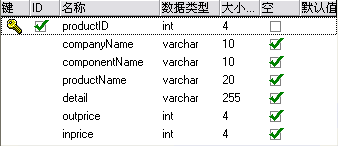 键 ID 名称 数据类型 大小... 空 默认值
productID int 4
companyName varchar 10
componentName varchar 10
productName varchar 20
detail varchar 255
outprice int 4
inprice int 4